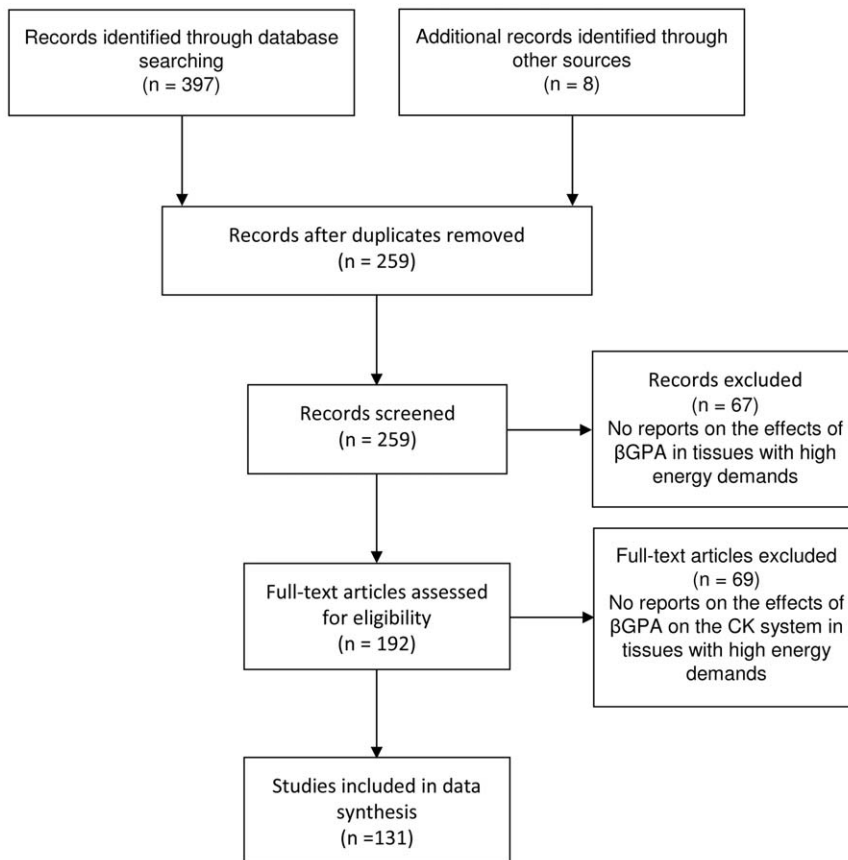 Records identified through database
searching
(n = 397)
Additional records identified through
other sources
(n = 8)
Records after duplicates removed
(n = 259)
Records screened
(n = 259)
Records excluded
(n = 67)
No reports on the effects of
βGPA in tissues with high
energy demands
Full-text articles assessed
for eligibility
(n = 192)
Full-text articles excluded
(n = 69)
No reports on the effects of
βGPA on the CK system in
tissues with high energy
demands
Studies included in data
synthesis
(n =131)